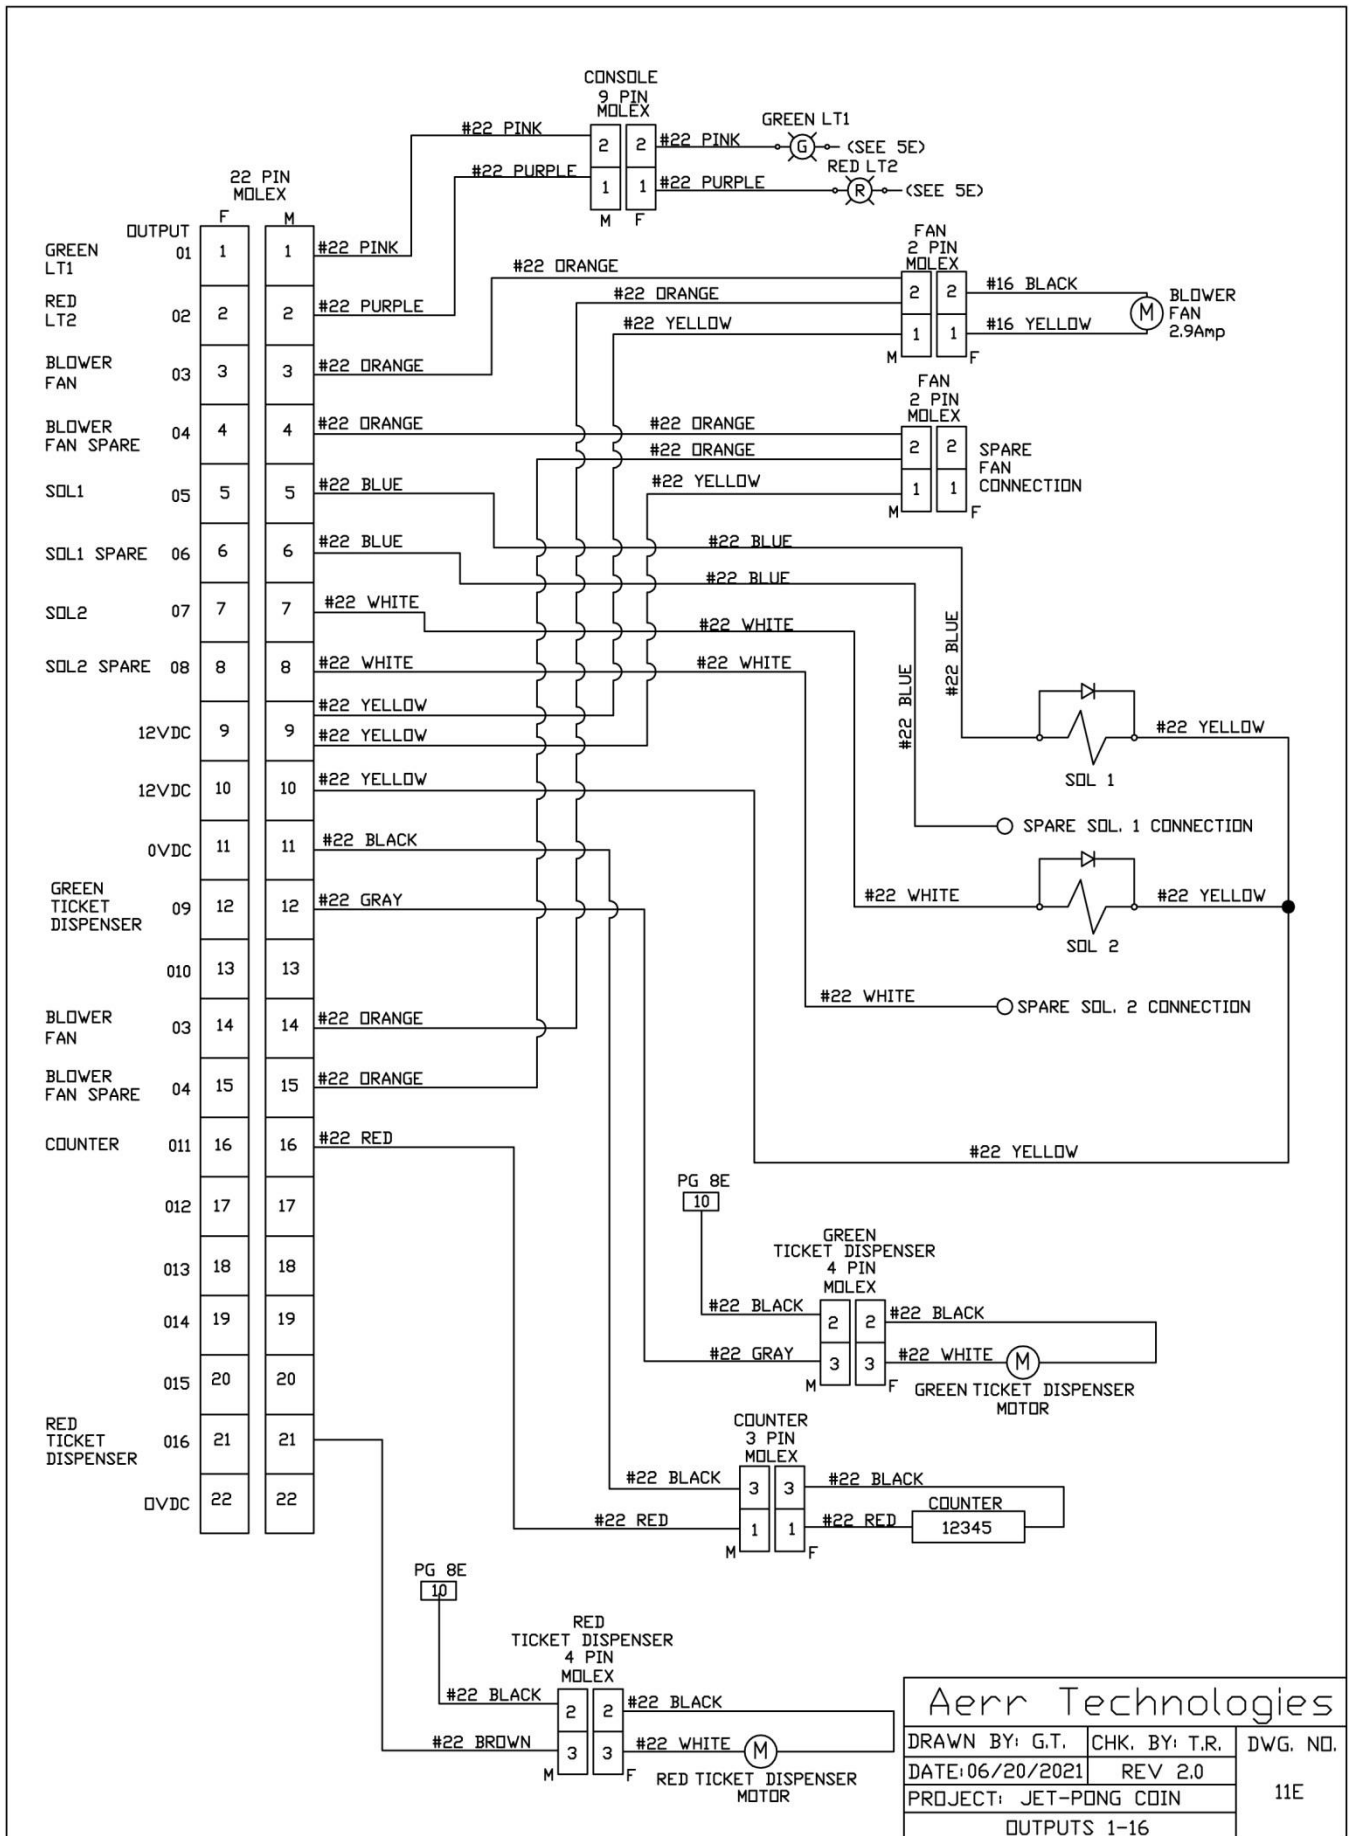 CONSOLE
9 PIN
MOLEX
#22 PINK
2 2
#22 PINK
GREEN LT1
G
(SEE 5E)
#22 PURPLE
1 1
#22 PURPLE
RED LT2
R
(SEE 5E)
M F
22 PIN
MOLEX
F M
OUTPUT
GREEN
LT1
01 1 1 #22 PINK
RED
LT2
02 2 2 #22 PURPLE
BLOWER
FAN
03 3 3 #22 ORANGE
BLOWER
FAN SPARE
04 4 4 #22 ORANGE
SOL1 05 5 5 #22 BLUE
SOL1 SPARE 06 6 6 #22 BLUE
SOL2 07 7 7 #22 WHITE
SOL2 SPARE 08 8 8 #22 WHITE
#22 YELLOW
12VDC 9 9
#22 YELLOW
12VDC 10 10 #22 YELLOW
0VDC 11 11 #22 BLACK
GREEN
TICKET
DISPENSER
09 12 12 #22 GRAY
010 13 13
BLOWER
FAN
03 14 14 #22 ORANGE
BLOWER
FAN SPARE
04 15 15 #22 ORANGE
COUNTER 011 16 16 #22 RED
012 17 17
013 18 18
014 19 19
015 20 20
RED
TICKET
DISPENSER
016 21 21
0VDC 22 22
FAN
2 PIN
MOLEX
#22 ORANGE
#22 ORANGE
2 2
#16 BLACK
#22 YELLOW
1 1
#16 YELLOW
M F
M
BLOWER
FAN
2.9Amp
FAN
2 PIN
MOLEX
#22 ORANGE
#22 ORANGE
2 2
#22 YELLOW
1 1
M F
SPARE
FAN
CONNECTION
#22 BLUE
#22 BLUE
#22 WHITE
#22 WHITE
#22 BLUE
#22 BLUE
#22 YELLOW
SOL 1
SPARE SOL. 1 CONNECTION
#22 WHITE
#22 YELLOW
SOL 2
#22 WHITE
SPARE SOL. 2 CONNECTION
#22 YELLOW
PG 8E
10
GREEN
TICKET DISPENSER
4 PIN
MOLEX
#22 BLACK
2 2
#22 BLACK
#22 GRAY
3 3
#22 WHITE
M
M F
GREEN TICKET DISPENSER
MOTOR
COUNTER
3 PIN
MOLEX
#22 BLACK
3 3
#22 BLACK
COUNTER
#22 RED
1 1
#22 RED
12345
M F
PG 8E
10
RED
TICKET DISPENSER
4 PIN
MOLEX
#22 BLACK
2 2
#22 BLACK
#22 BROWN
3 3
#22 WHITE
M
M F
RED TICKET DISPENSER
MOTOR
Aerr Technologies
DRAWN BY: G.T. CHK. BY: T.R. DWG. NO.
DATE:06/20/2021 REV 2.0
11E
PROJECT: JET-PONG COIN
OUTPUTS 1-16